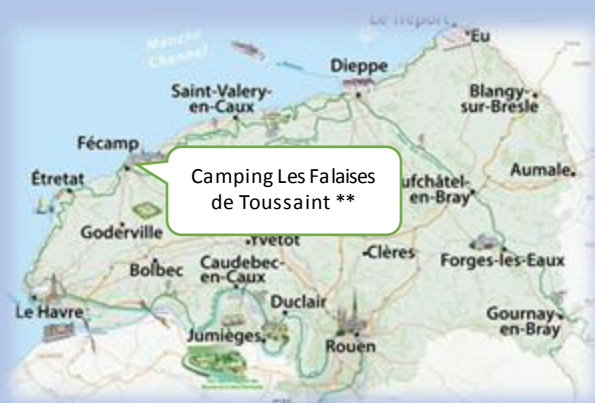 Le Tréport
Eu
Manche
Channel
Dieppe
Saint-Valery-
en-Caux
Blangy-
sur-Bresle
Fécamp
Camping Les Falaises
de Toussaint **
Étretat
Aumale
ufchâtel-
en-Bray
Goderville
Yvetot
Clères
Forges-les-Eaux
Bolbec
Caudebec-
en-Caux
Duclair
Le Havre
Gournay
en-Bray
Jumièges
Rouen